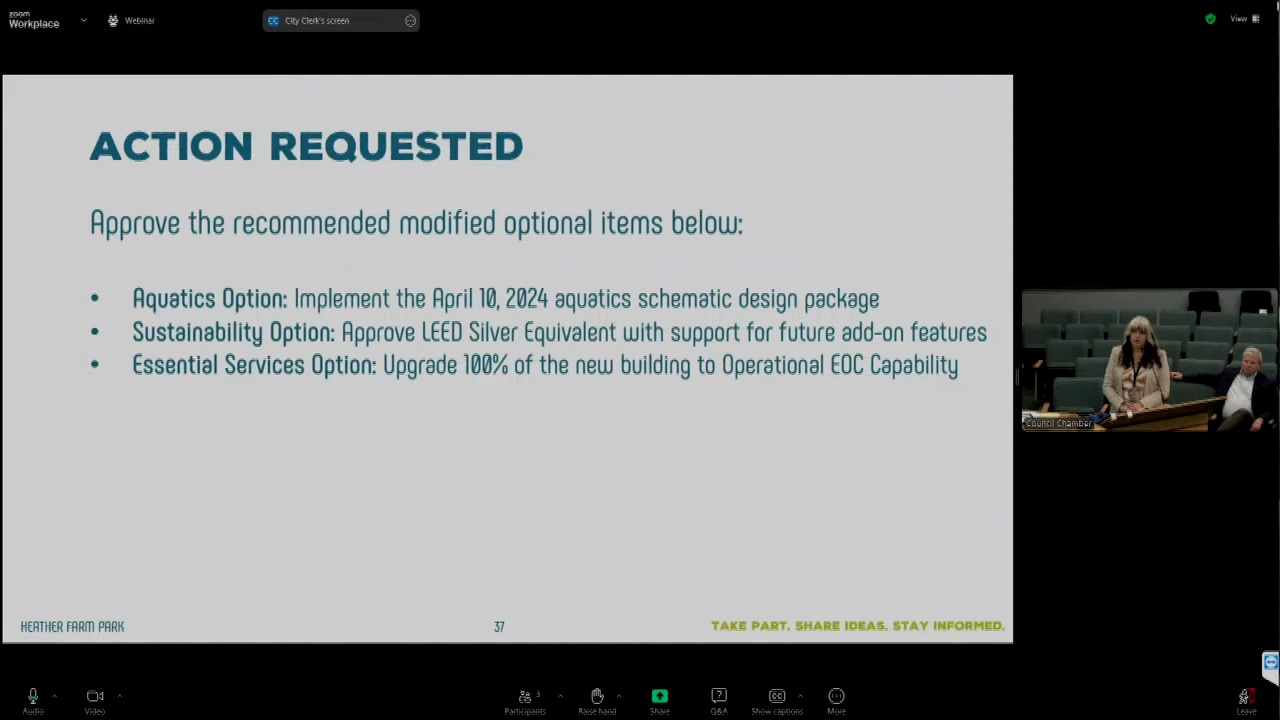 zoom
Workplace
Webinar
CC City Clerk's screen
View
ACTION REQUESTED
Approve the recommended modified optional items below:
• Aquatics Option: Implement the April 10, 2024 aquatics schematic design package
• Sustainability Option: Approve LEED Silver Equivalent with support for future add-on features
• Essential Services Option: Upgrade 100% of the new building to Operational EOC Capability
Council Chamber
HEATHER FARM PARK
37
TAKE PART. SHARE IDEAS. STAY INFORMED.
3
Audio
Video
Participants
Raise hand
Share
Q&A
CC
Show captions
More
Leave